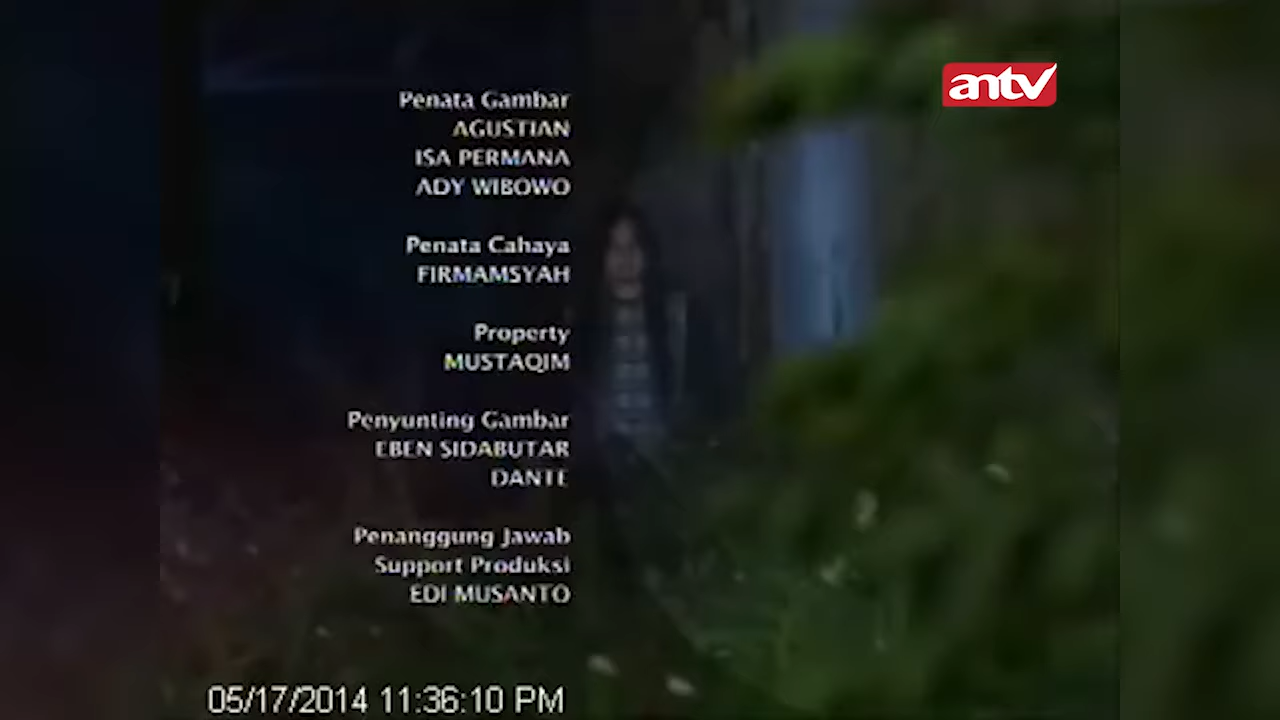 antv
Penata Gambar
AGUSTIAN
ISA PERMANA
ADY WIBOWO
Penata Cahaya
FIRMAMSYAH
Property
MUSTAQIM
Penyunting Gambar
EBEN SIDABUTAR
DANTE
Penanggung Jawab
Support Produksi
EDI MUSANTO
05/17/2014 11:36:10 PM